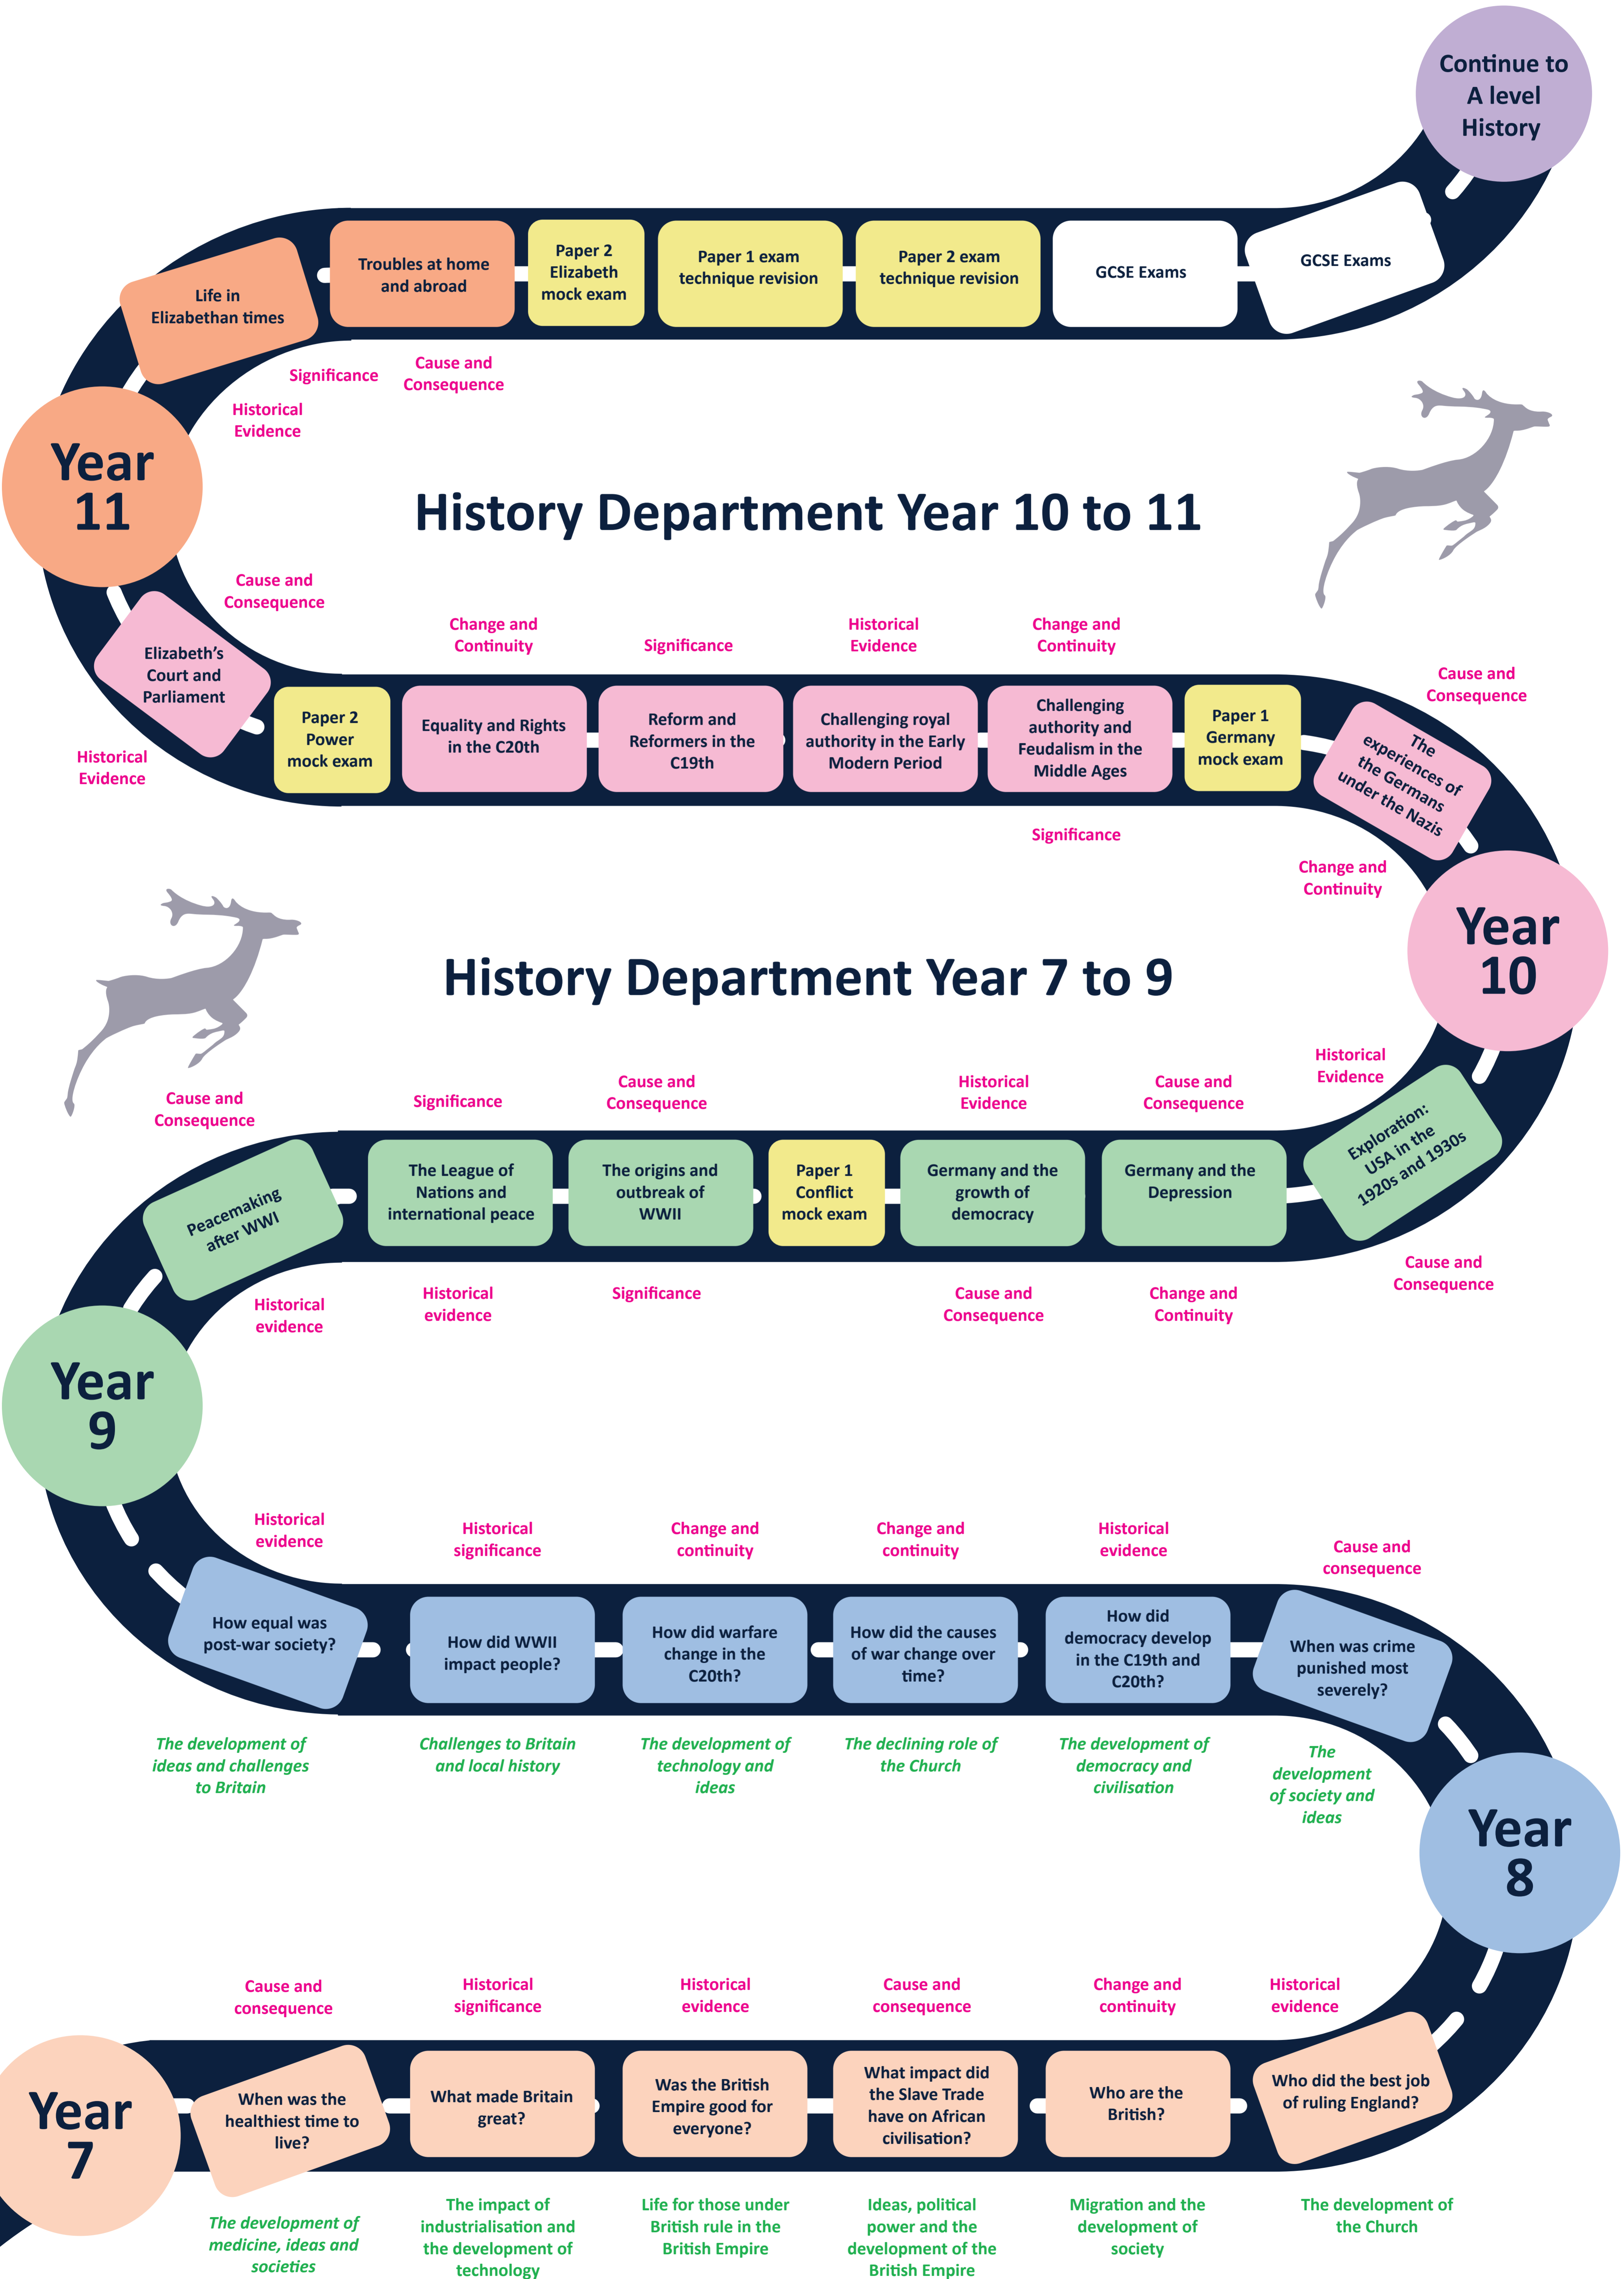 Continue to
A level
History
Life in
Elizabethan times
Troubles at home
and abroad
Paper 2
Elizabeth
mock exam
Paper 1 exam
technique revision
Paper 2 exam
technique revision
GCSE Exams
GCSE Exams
Significance
Cause and
Consequence
Historical
Evidence
Year
11
History Department Year 10 to 11
Cause and
Consequence
Change and
Continuity
Significance
Historical
Evidence
Change and
Continuity
Cause and
Consequence
Elizabeth’s
Court and
Parliament
Paper 2
Power
mock exam
Equality and Rights
in the C20th
Reform and
Reformers in the
C19th
Challenging royal
authority in the Early
Modern Period
Challenging
authority and
Feudalism in the
Middle Ages
Paper 1
Germany
mock exam
The
experiences of
the Germans
under the Nazis
Historical
Evidence
Significance
Change and
Continuity
Year
10
History Department Year 7 to 9
Cause and
Consequence
Significance
Cause and
Consequence
Historical
Evidence
Cause and
Consequence
Historical
Evidence
Peacemaking
after WWI
The League of
Nations and
international peace
The origins and
outbreak of
WWII
Paper 1
Conflict
mock exam
Germany and the
growth of
democracy
Germany and the
Depression
Exploration:
USA in the
1920s and 1930s
Historical
evidence
Historical
evidence
Significance
Cause and
Consequence
Change and
Continuity
Cause and
Consequence
Year
9
Historical
evidence
Historical
significance
Change and
continuity
Change and
continuity
Historical
evidence
Cause and
consequence
How equal was
post-war society?
How did WWII
impact people?
How did warfare
change in the
C20th?
How did the causes
of war change over
time?
How did
democracy develop
in the C19th and
C20th?
When was crime
punished most
severely?
The development of
ideas and challenges
to Britain
Challenges to Britain
and local history
The development of
technology and
ideas
The declining role of
the Church
The development of
democracy and
civilisation
The
development
of society and
ideas
Year
8
Cause and
consequence
Historical
significance
Historical
evidence
Cause and
consequence
Change and
continuity
Historical
evidence
Year
7
When was the
healthiest time to
live?
What made Britain
great?
Was the British
Empire good for
everyone?
What impact did
the Slave Trade
have on African
civilisation?
Who are the
British?
Who did the best job
of ruling England?
The development of
medicine, ideas and
societies
The impact of
industrialisation and
the development of
technology
Life for those under
British rule in the
British Empire
Ideas, political
power and the
development of the
British Empire
Migration and the
development of
society
The development of
the Church